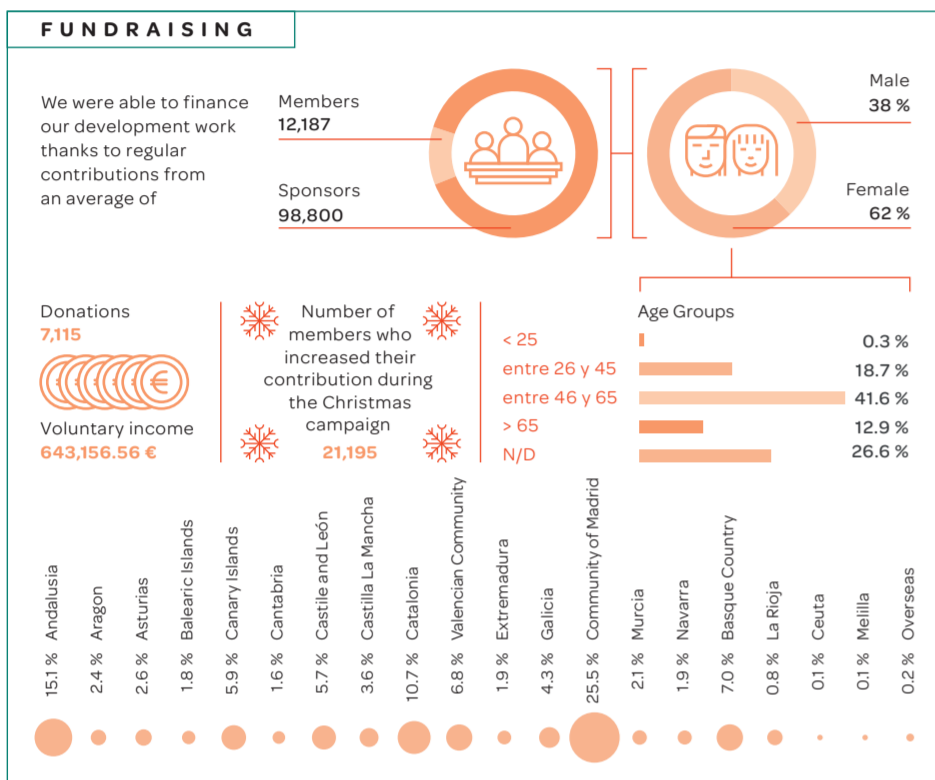 FUNDRAISING
We were able to finance
our development work
thanks to regular
contributions from
an average of
Members
12,187
Sponsors
98,800
Male
38 %
Female
62 %
Donations
7,115
€
Voluntary income
643,156.56 €
Number of
members who
increased their
contribution during
the Christmas
campaign
21,195
Age Groups
< 25 0.3 %
entre 26 y 45 18.7 %
entre 46 y 65 41.6 %
> 65 12.9 %
N/D 26.6 %
15.1 % Andalusia
2.4 % Aragon
2.6 % Asturias
1.8 % Balearic Islands
5.9 % Canary Islands
1.6 % Cantabria
5.7 % Castile and León
3.6 % Castilla La Mancha
10.7 % Catalonia
6.8 % Valencian Community
1.9 % Extremadura
4.3 % Galicia
25.5 % Community of Madrid
2.1 % Murcia
1.9 % Navarra
7.0 % Basque Country
0.8 % La Rioja
0.1 % Ceuta
0.1 % Melilla
0.2 % Overseas